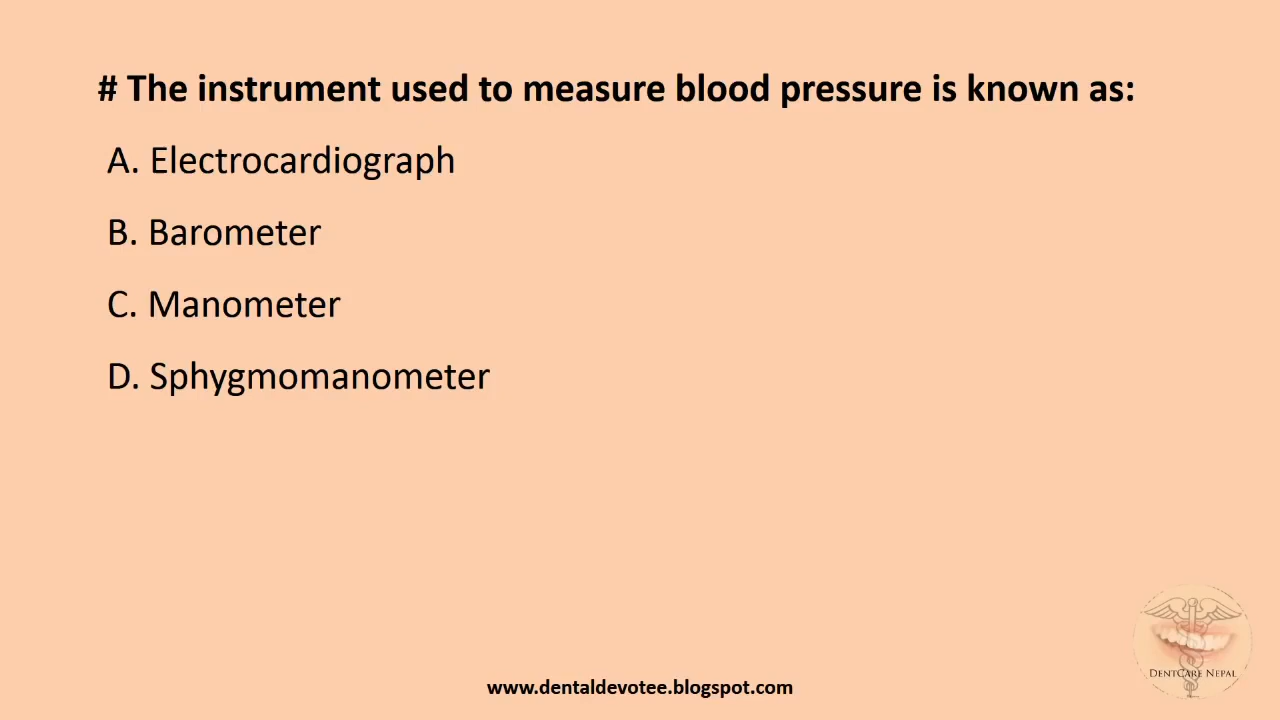 # The instrument used to measure blood pressure is known as:
A. Electrocardiograph
B. Barometer
C. Manometer
D. Sphygmomanometer
DentCare Nepal
www.dentaldevotee.blogspot.com